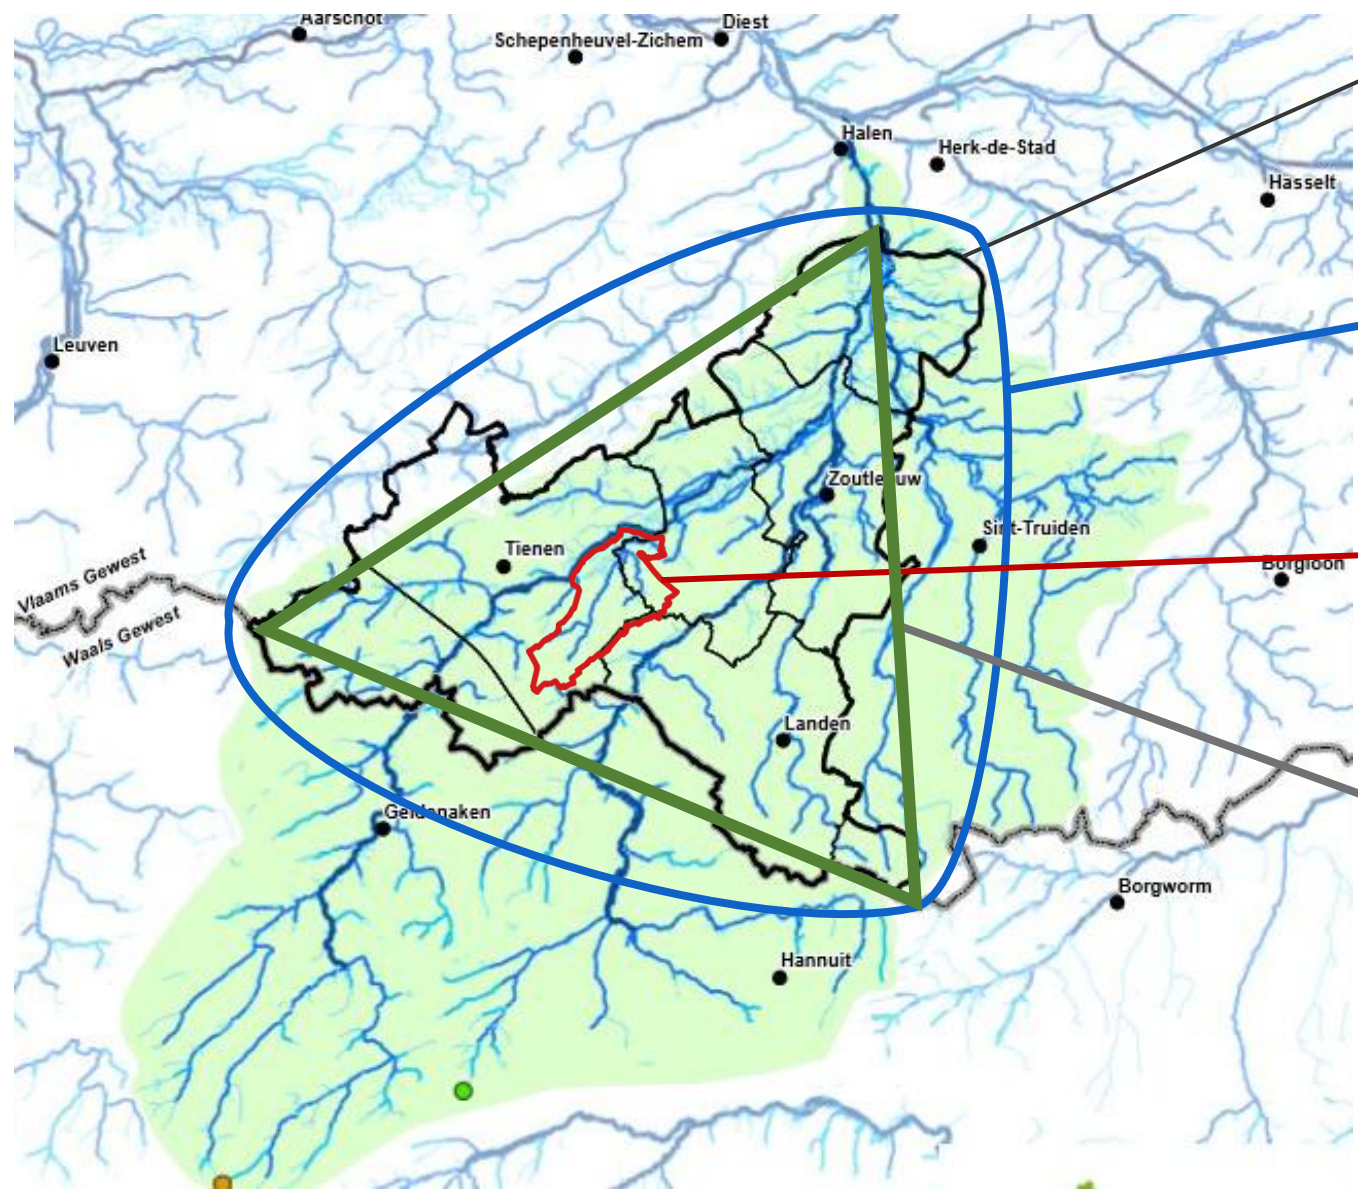 Aarschot
Diest
Schepenheuvel-Zichem
Halen
Herk-de-Stad
Hasselt
Leuven
Zoutleeuw
Sint-Truiden
Tienen
Borgloon
Vlaams Gewest
Waals Gewest
Landen
Geldenaken
Borgworm
Hannuit